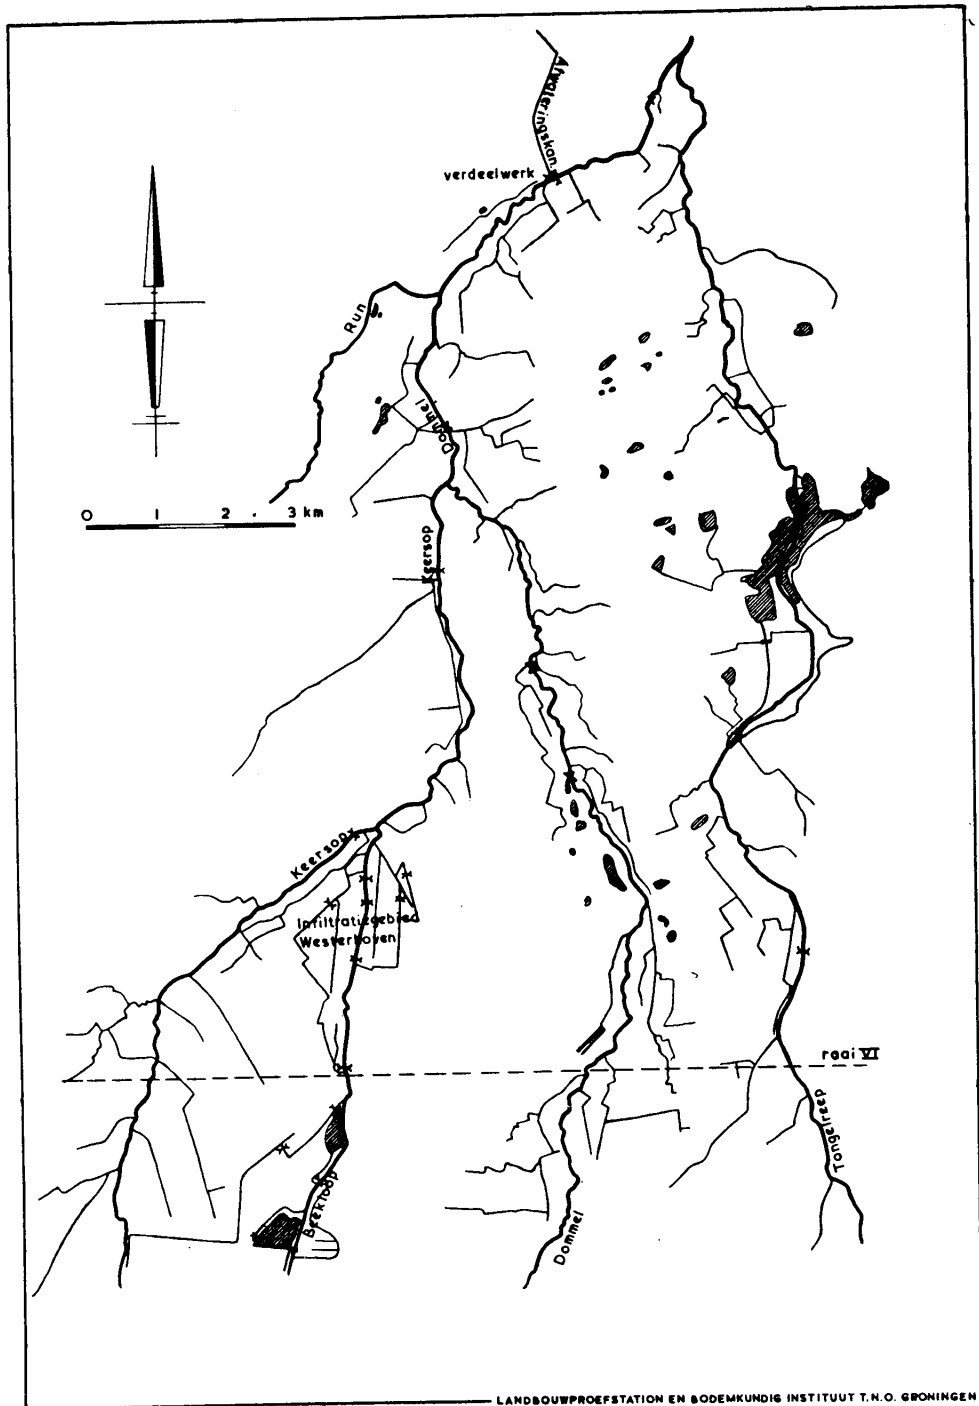 Afwateringskan.
verdeelwerk
Run
Dommel
0 1 2 3 km
Keersop
Keersop
Infiltratiegebied
Westerhoven
raai VI
Tongelreep
Beekloop
Dommel
LANDBOUWPROEFSTATION EN BODEMKUNDIG INSTITUUT T.N.O. GRONINGEN